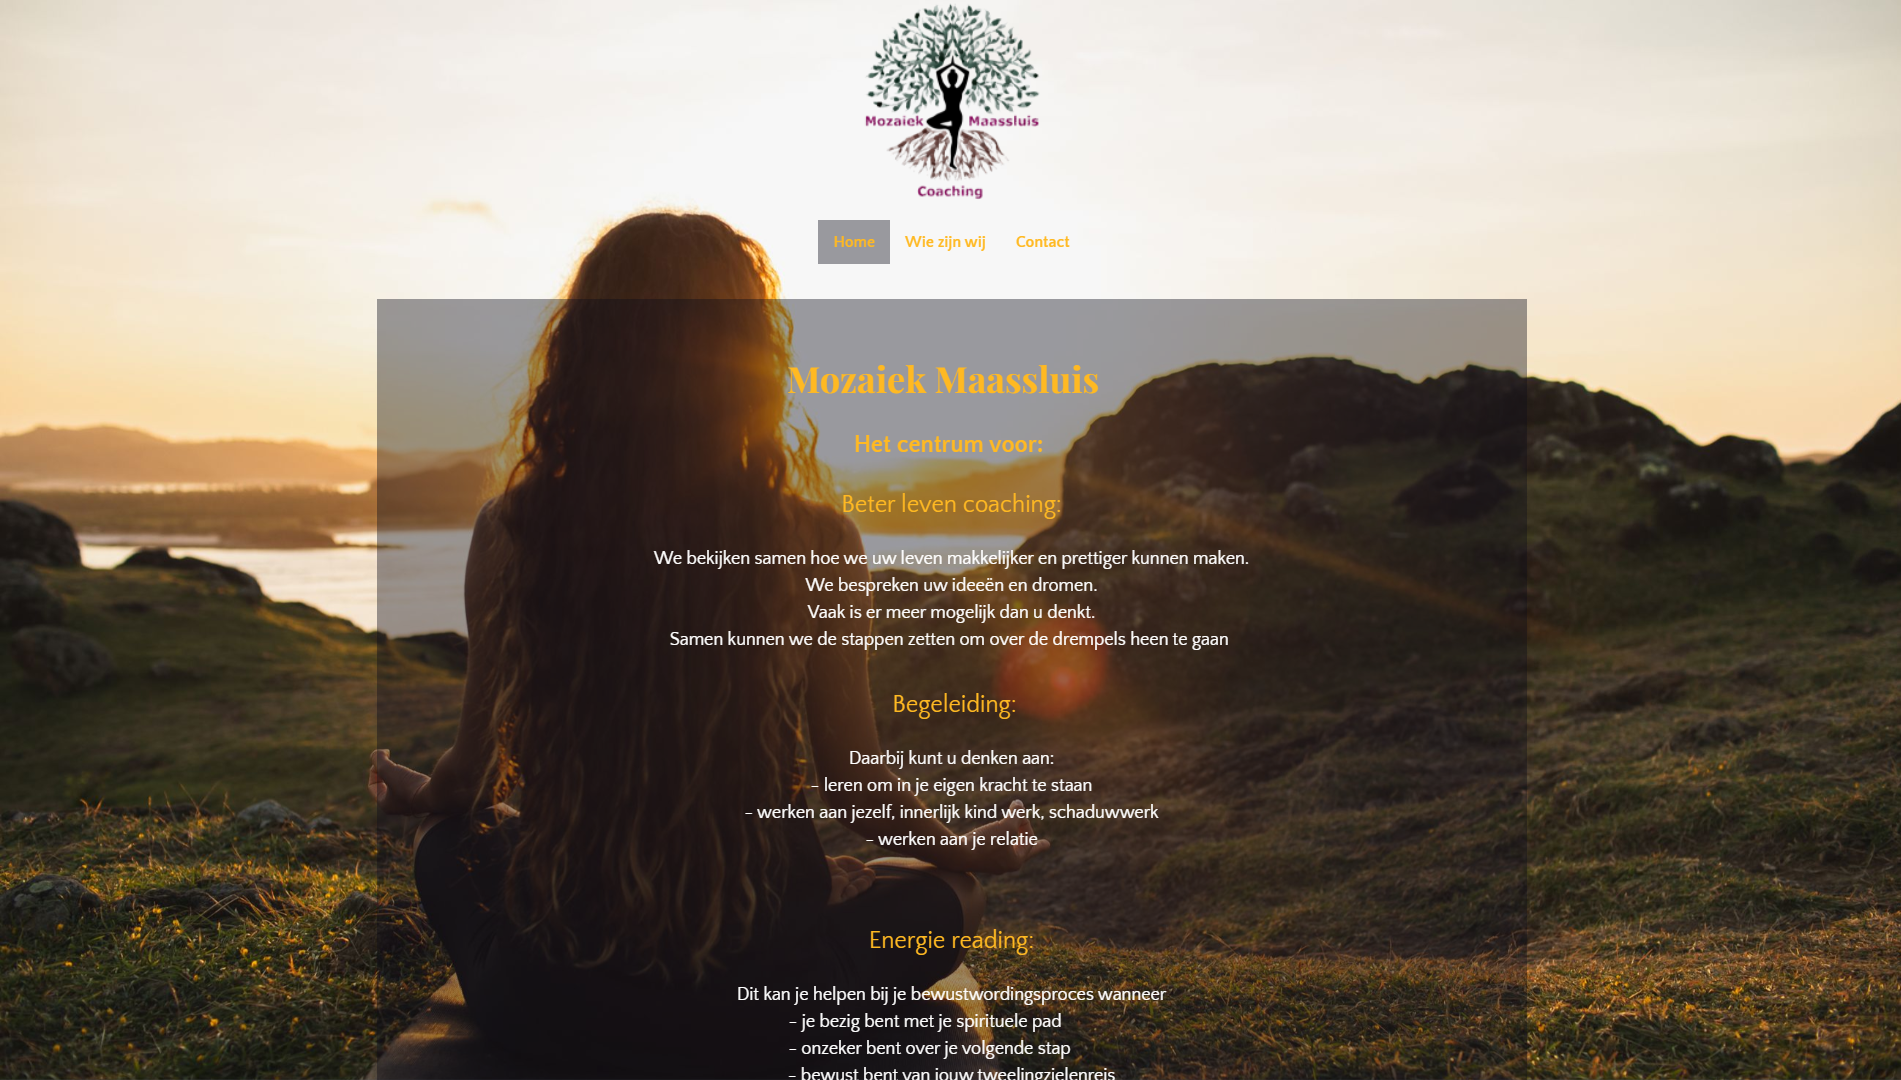 Mozaiek Maassluis
Coaching
Home Wie zijn wij Contact
Mozaiek Maassluis
Het centrum voor:
Beter leven coaching:
We bekijken samen hoe we uw leven makkelijker en prettiger kunnen maken.
We bespreken uw ideeën en dromen.
Vaak is er meer mogelijk dan u denkt.
Samen kunnen we de stappen zetten om over de drempels heen te gaan
Begeleiding:
Daarbij kunt u denken aan:
– leren om in je eigen kracht te staan
- werken aan jezelf, innerlijk kind werk, schaduwwerk
- werken aan je relatie
Energie reading:
Dit kan je helpen bij je bewustwordingsproces wanneer
- je bezig bent met je spirituele pad
- onzeker bent over je volgende stap
- bewust bent van jouw tweelingzielenreis